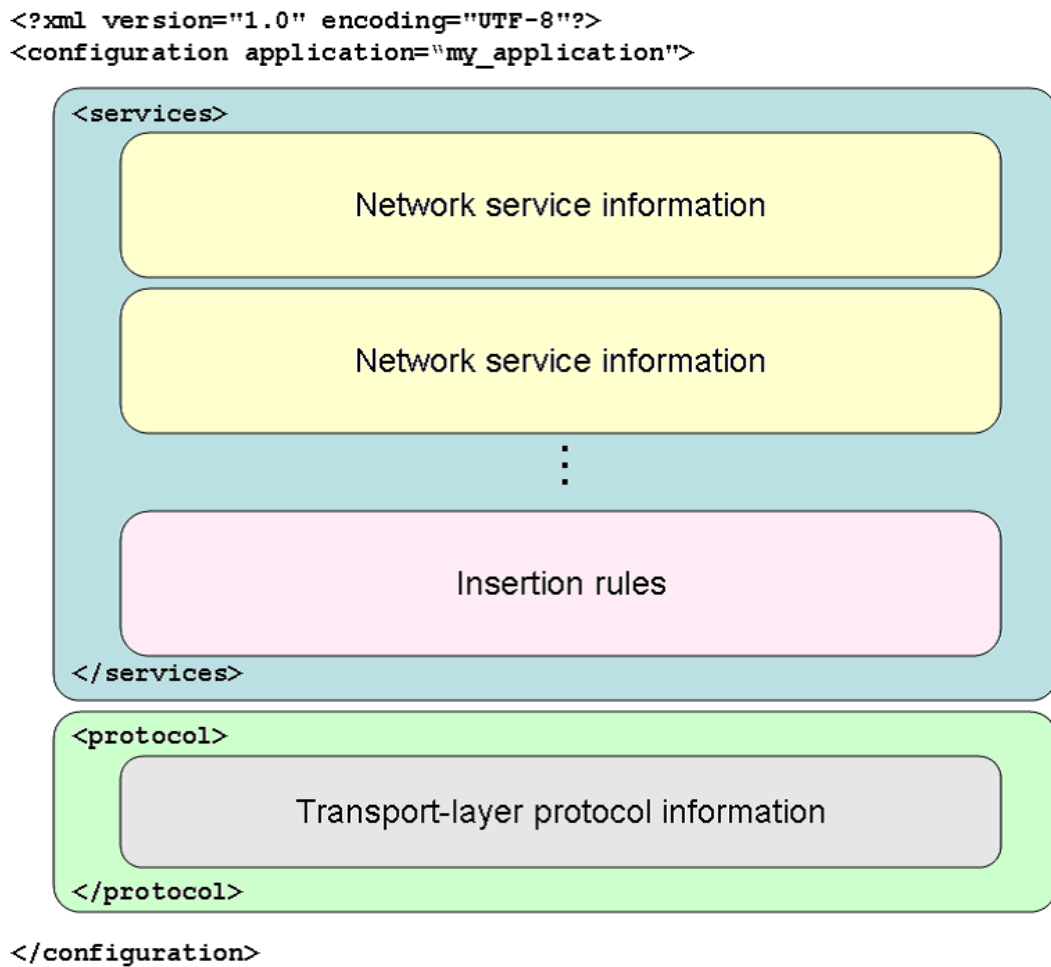 <?xml version="1.0" encoding="UTF-8"?>
<configuration application=“my_application">
<services>
Network service information
Network service information
⋮
Insertion rules
</services>
<protocol>
Transport-layer protocol information
</protocol>
</configuration>